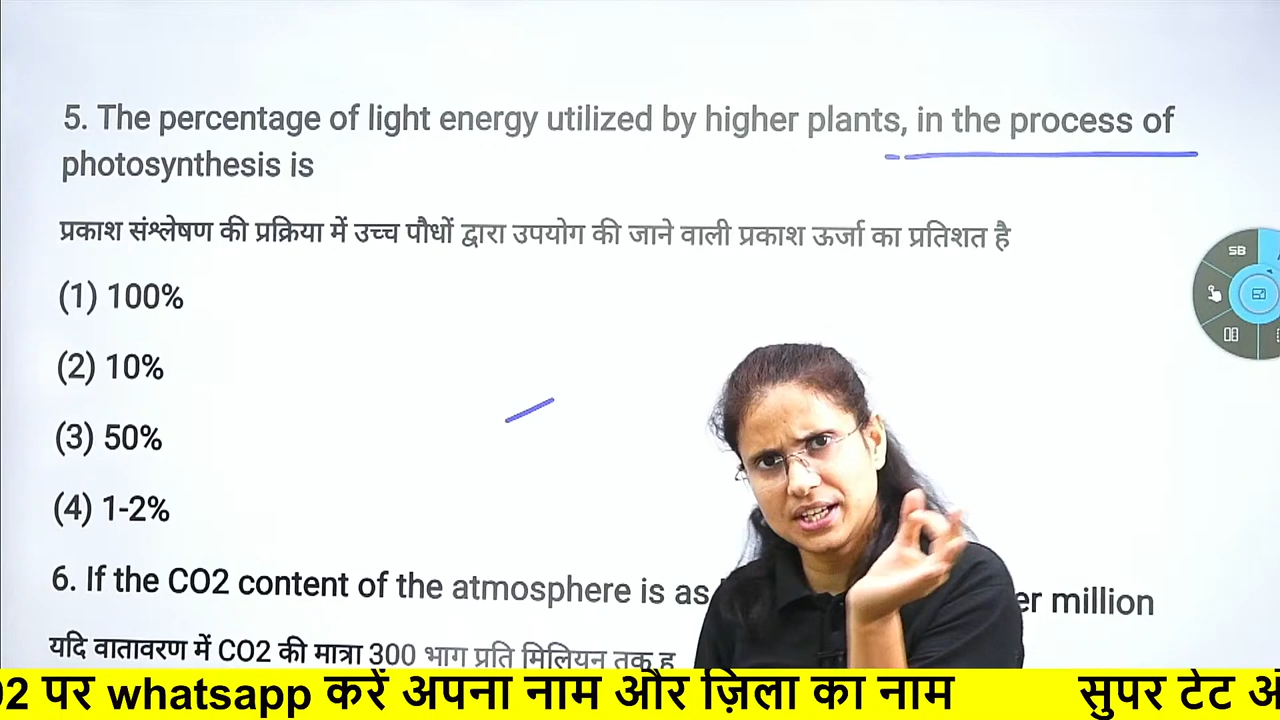 5. The percentage of light energy utilized by higher plants, in the process of
photosynthesis is
प्रकाश संश्लेषण की प्रक्रिया में उच्च पौधों द्वारा उपयोग की जाने वाली प्रकाश ऊर्जा का प्रतिशत है
(1) 100%
(2) 10%
(3) 50%
(4) 1-2%
SB
6. If the CO2 content of the atmosphere is as er million
यदि वातावरण में CO2 की मात्रा 300 भाग प्रति मिलियन तक ह
02 पर whatsapp करें अपना नाम और ज़िला का नाम सुपर टेट